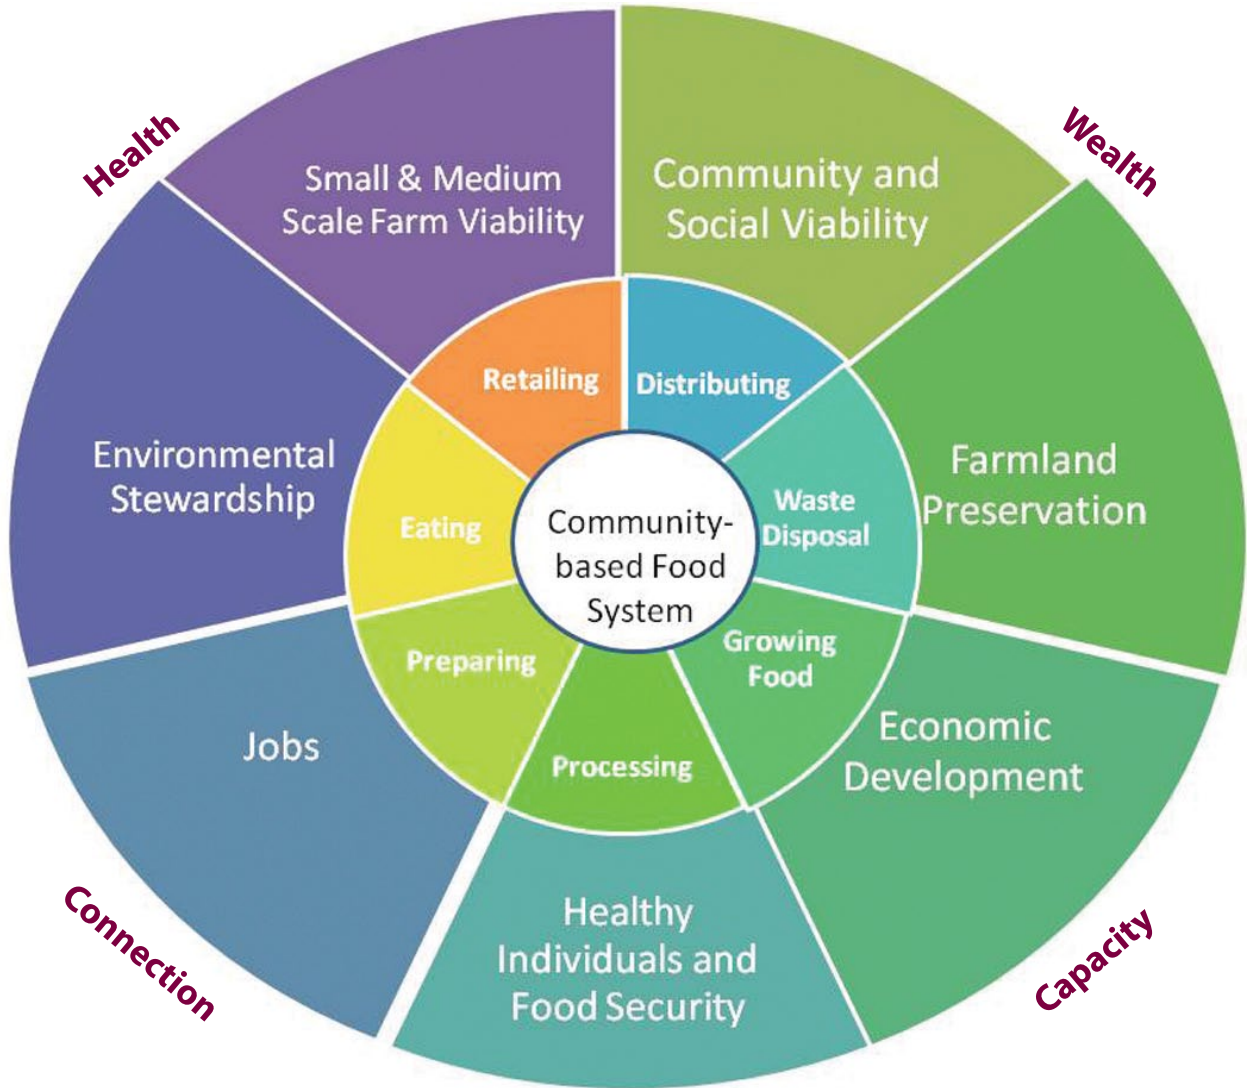 Health
Wealth
Small & Medium
Scale Farm Viability
Community and
Social Viability
Retailing
Distributing
Environmental
Stewardship
Eating
Community-
based Food
System
Waste
Disposal
Farmland
Preservation
Preparing
Growing
Food
Jobs
Processing
Economic
Development
Healthy
Individuals and
Food Security
Connection
Capacity